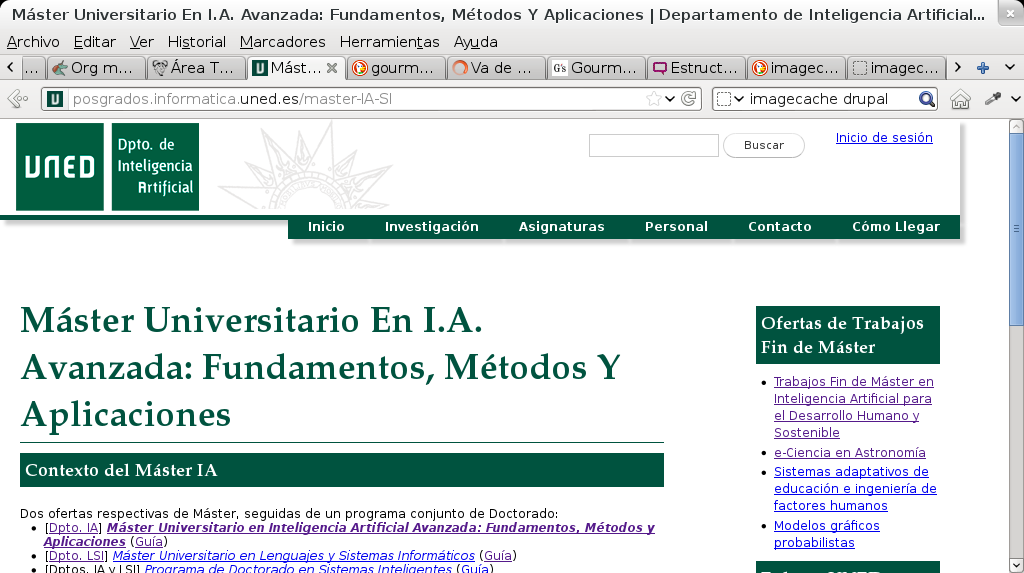 Máster Universitario En I.A. Avanzada: Fundamentos, Métodos Y Aplicaciones | Departamento de Inteligencia Artificial...
Archivo Editar Ver Historial Marcadores Herramientas Ayuda
... Org m... Área T... Mást... gourm... Va de ... Gourm... Estruct... imagec... imagec...
posgrados.informatica.uned.es/master-IA-SI
imagecache drupal
UNED
Dpto. de
Inteligencia
Artificial
Buscar
Inicio de sesión
Inicio Investigación Asignaturas Personal Contacto Cómo Llegar
Máster Universitario En I.A.
Avanzada: Fundamentos, Métodos Y
Aplicaciones
Contexto del Máster IA
Dos ofertas respectivas de Máster, seguidas de un programa conjunto de Doctorado:
[Dpto. IA] Máster Universitario en Inteligencia Artificial Avanzada: Fundamentos, Métodos y
Aplicaciones (Guía)
[Dpto. LSI] Máster Universitario en Lenguajes y Sistemas Informáticos (Guía)
[Dptos. IA y LSI] Programa de Doctorado en Sistemas Inteligentes (Guía)
Ofertas de Trabajos
Fin de Máster
Trabajos Fin de Máster en
Inteligencia Artificial para
el Desarrollo Humano y
Sostenible
e-Ciencia en Astronomía
Sistemas adaptativos de
educación e ingeniería de
factores humanos
Modelos gráficos
probabilistas